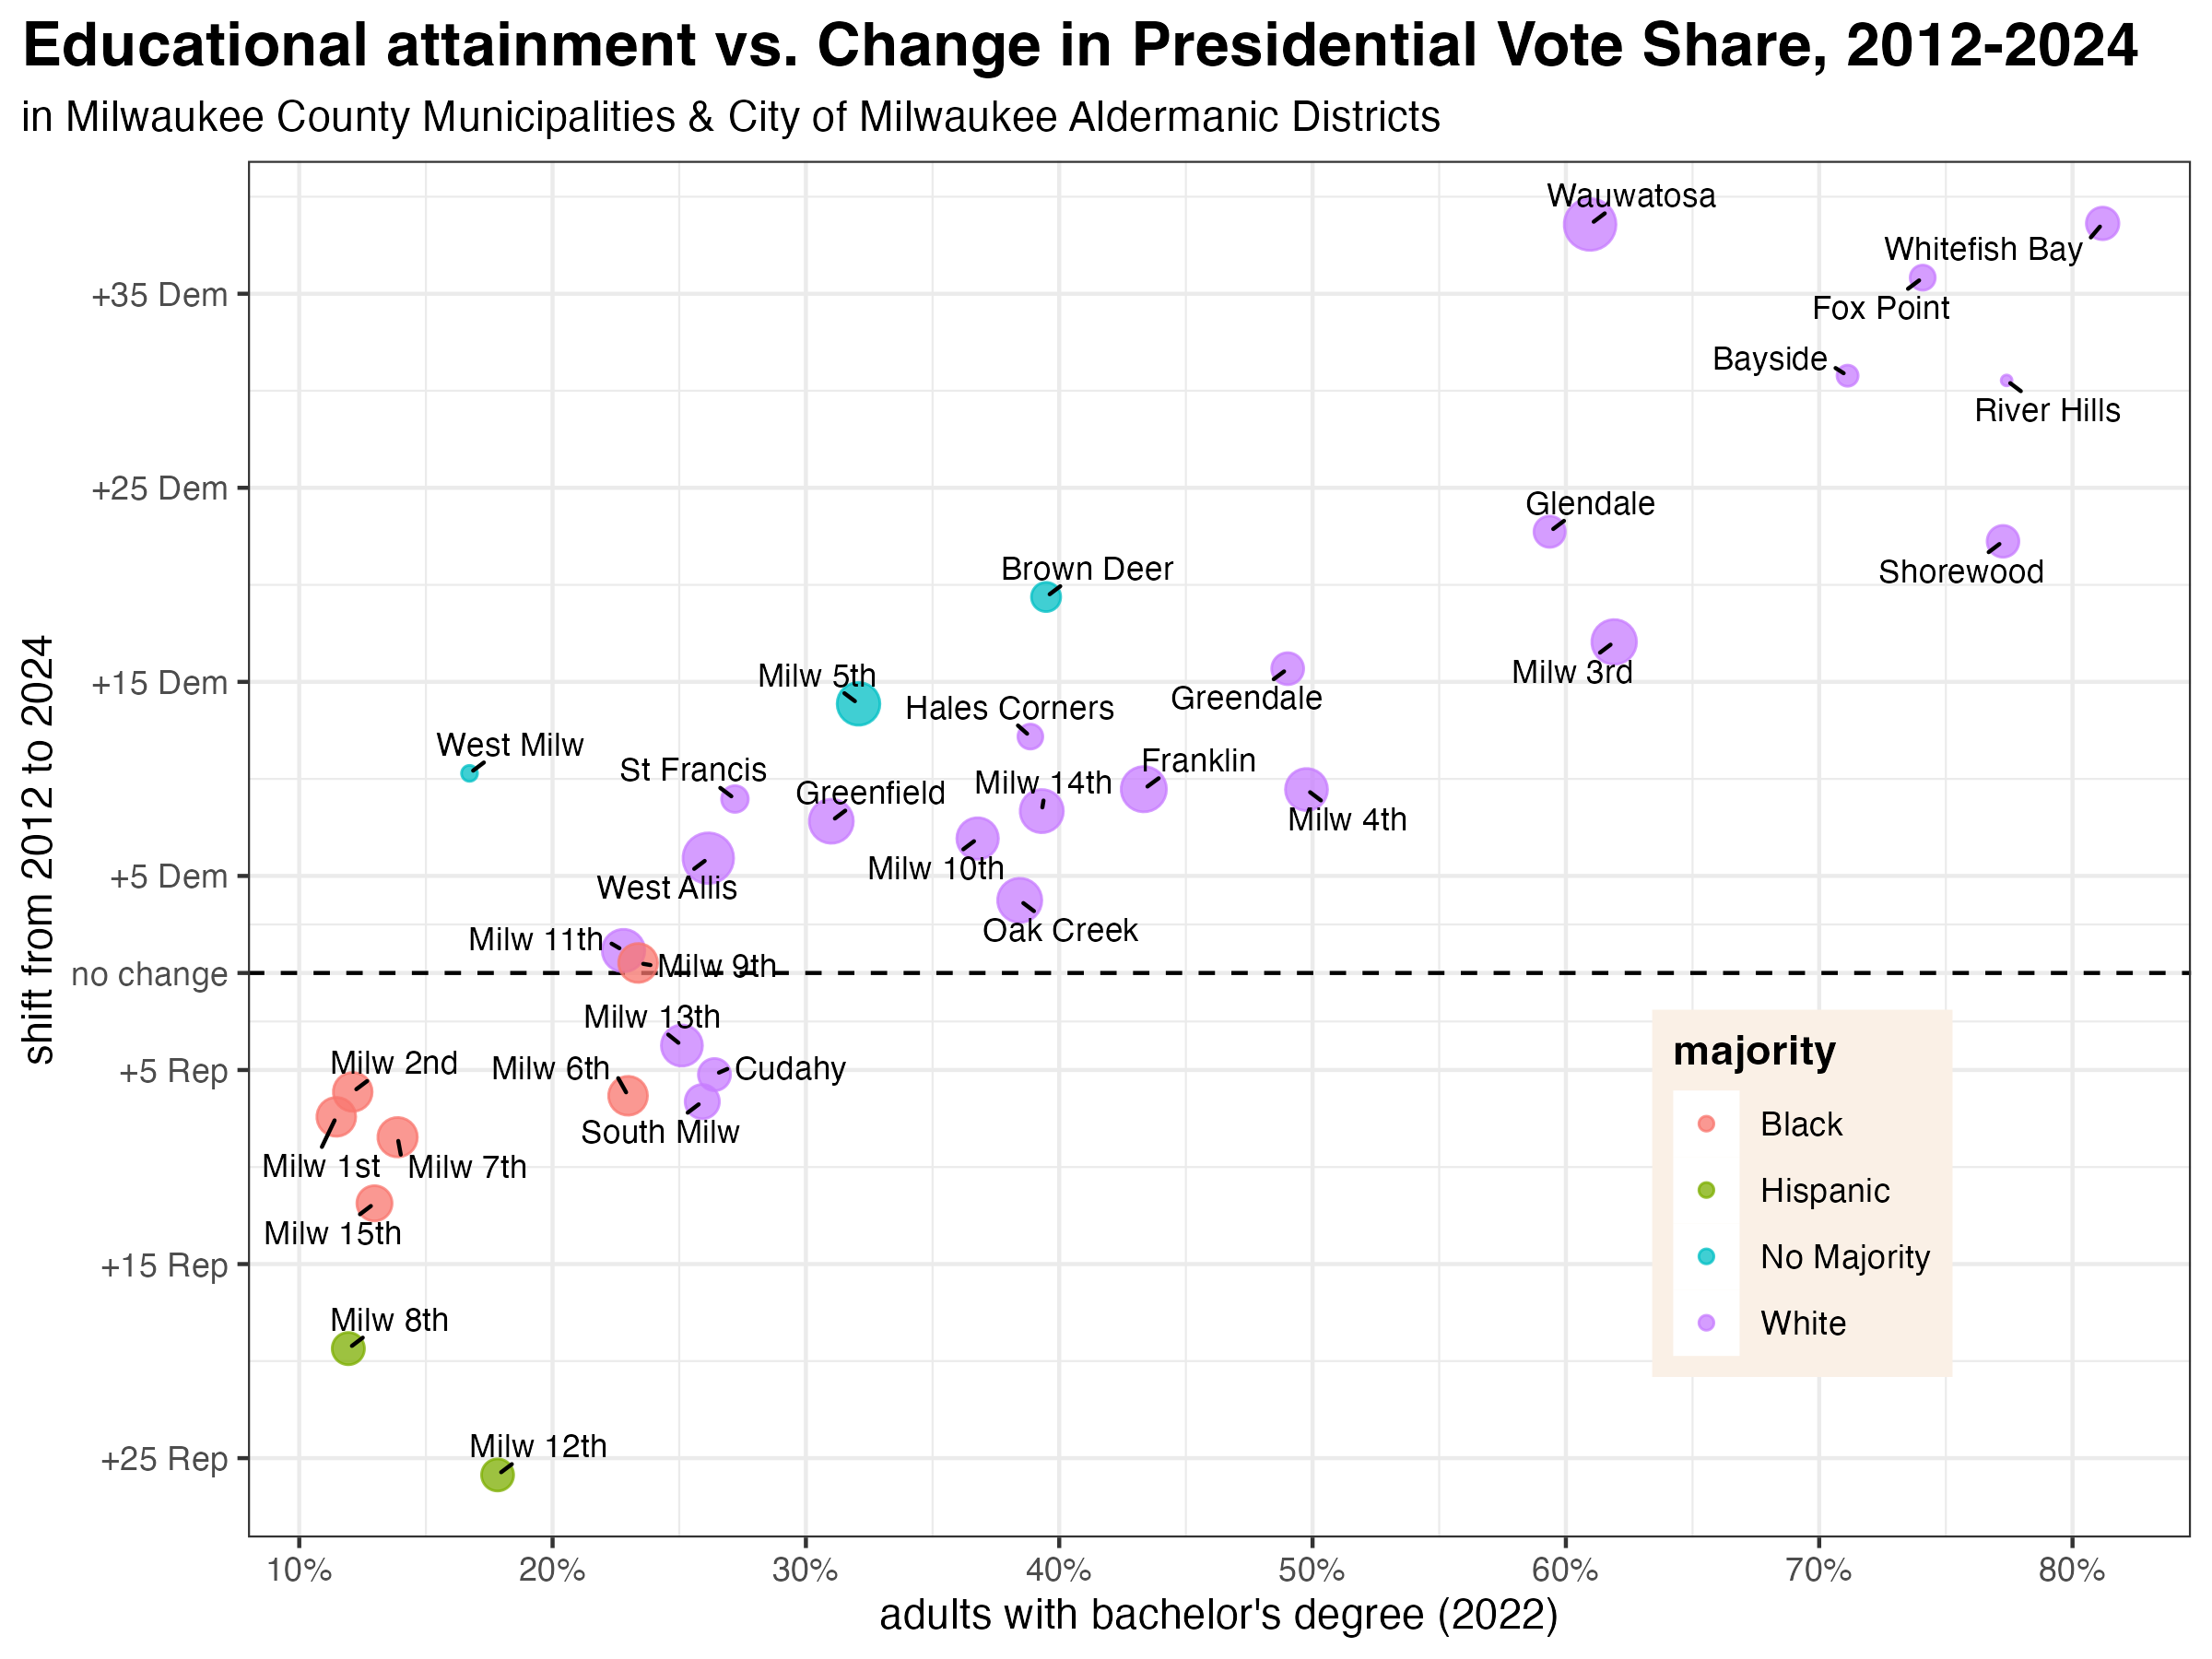 Educational attainment vs. Change in Presidential Vote Share, 2012-2024
in Milwaukee County Municipalities & City of Milwaukee Aldermanic Districts
shift from 2012 to 2024
+35 Dem
+25 Dem
+15 Dem
+5 Dem
no change
+5 Rep
+15 Rep
+25 Rep
Wauwatosa
Whitefish Bay
Fox Point
Bayside
River Hills
Glendale
Shorewood
Brown Deer
Milw 3rd
Milw 5th
Greendale
Hales Corners
West Milw
Franklin
St Francis
Milw 14th
Greenfield
Milw 4th
Milw 10th
West Allis
Oak Creek
Milw 11th
Milw 9th
Milw 13th
Milw 2nd
Milw 6th
Cudahy
South Milw
Milw 1st
Milw 7th
Milw 15th
Milw 8th
Milw 12th
majority
Black
Hispanic
No Majority
White
10%
20%
30%
40%
50%
60%
70%
80%
adults with bachelor's degree (2022)